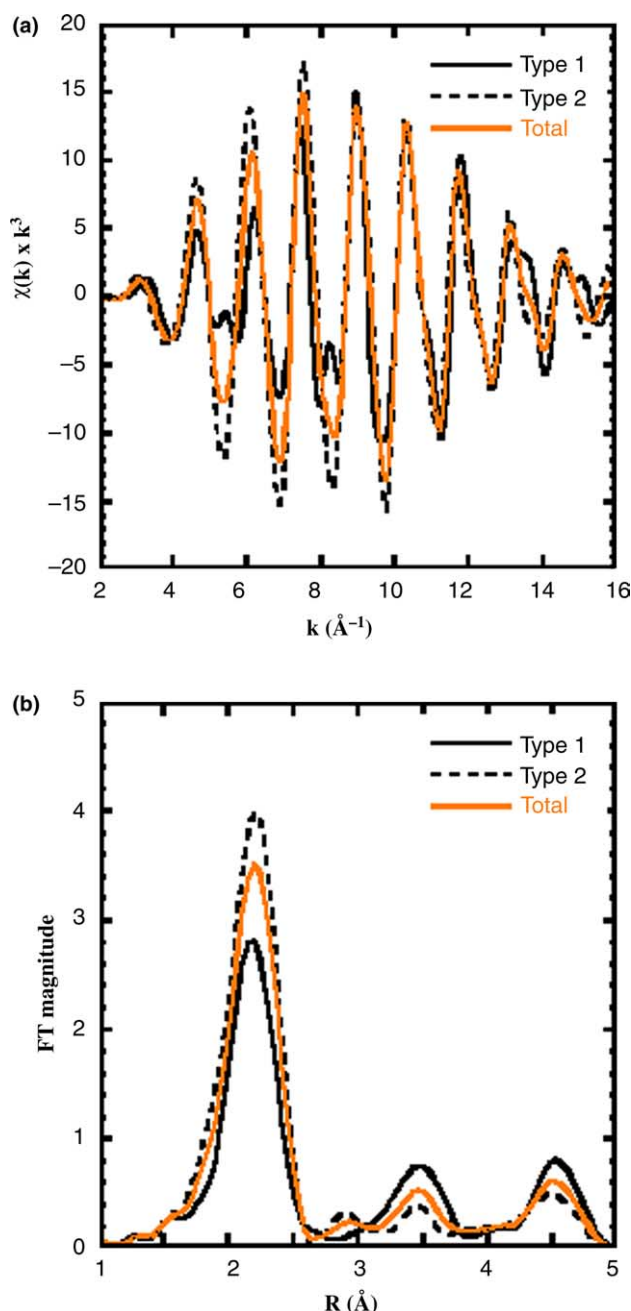 (a)
20
15
10
5
0
−5
−10
−15
−20
χ(k) x k³
Type 1
Type 2
Total
2 4 6 8 10 12 14 16
k (Å⁻¹)
(b)
5
4
3
2
1
0
FT magnitude
Type 1
Type 2
Total
1 2 3 4 5
R (Å)